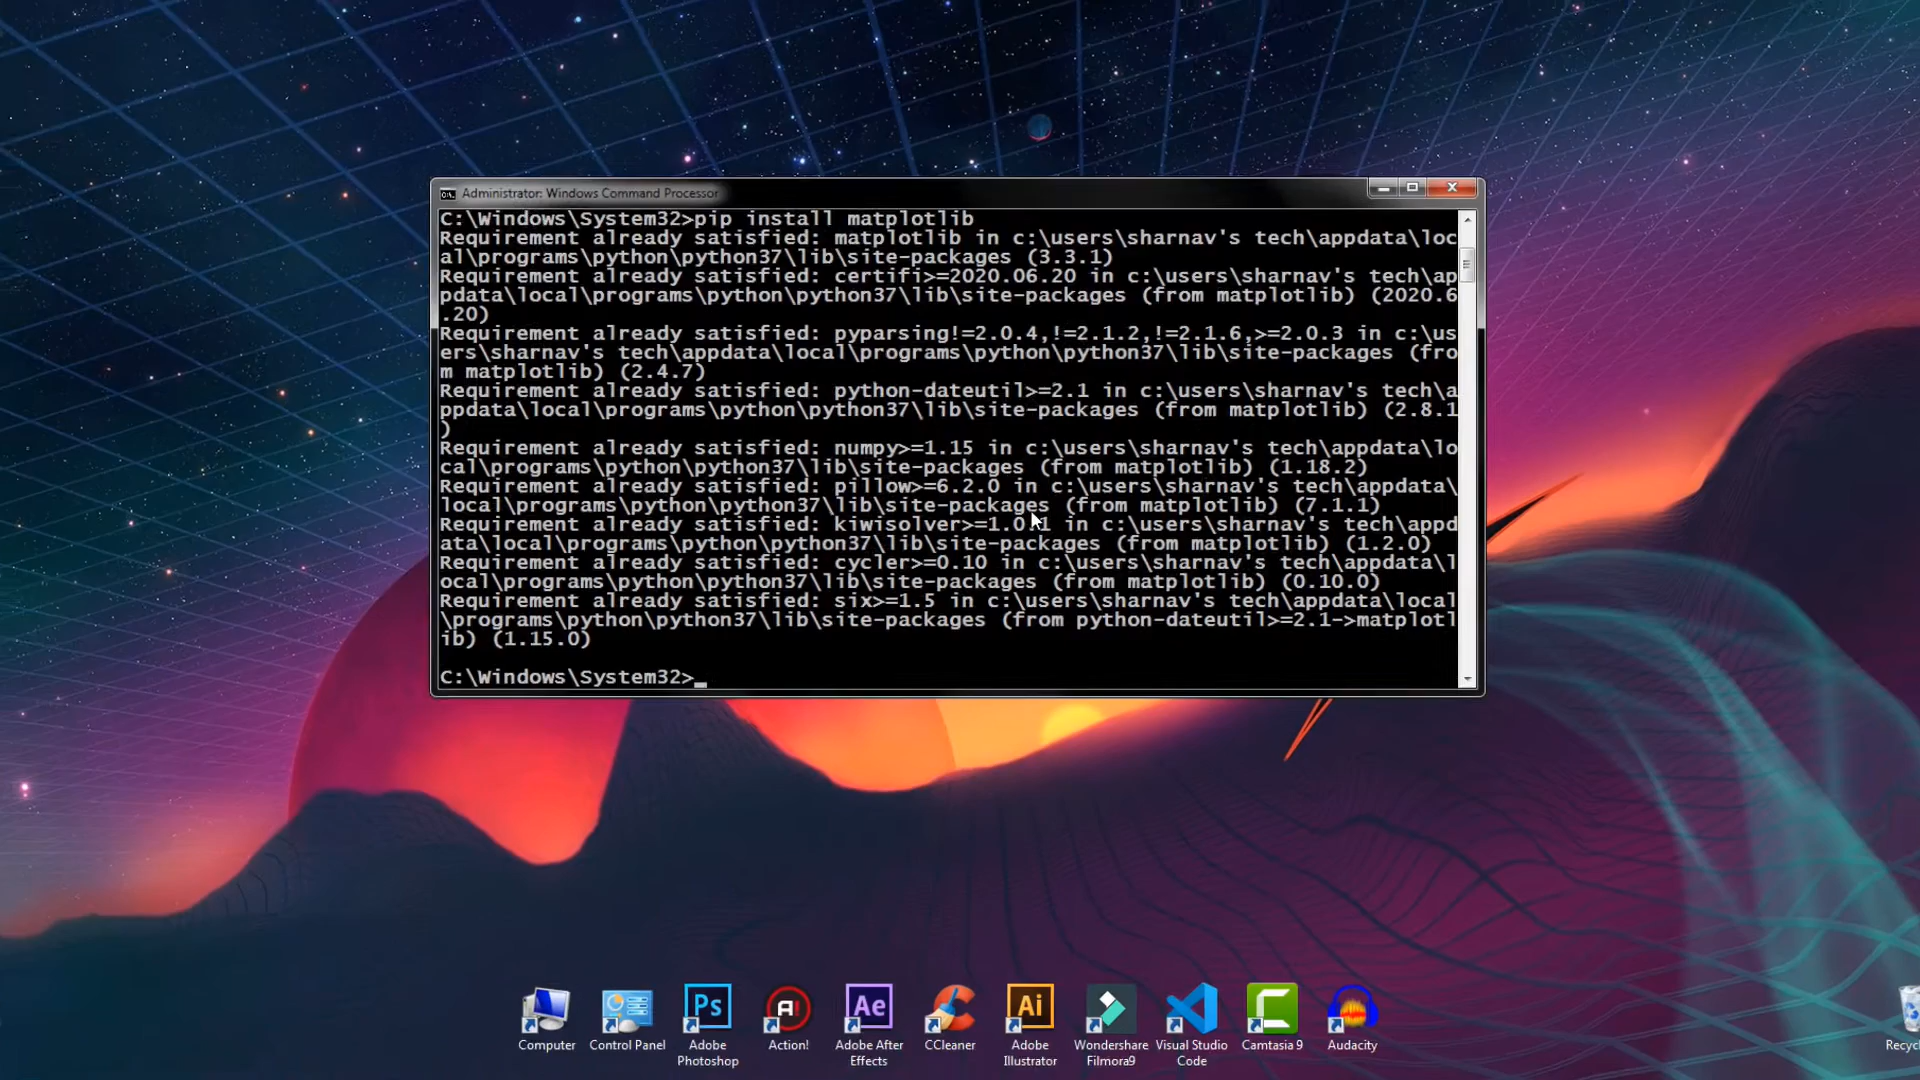 Administrator: Windows Command Processor
C:\Windows\System32>pip install matplotlib
Requirement already satisfied: matplotlib in c:\users\sharnav's tech\appdata\loc
al\programs\python\python37\lib\site-packages (3.3.1)
Requirement already satisfied: certifi>=2020.06.20 in c:\users\sharnav's tech\ap
pdata\local\programs\python\python37\lib\site-packages (from matplotlib) (2020.6
.20)
Requirement already satisfied: pyparsing!=2.0.4,!=2.1.2,!=2.1.6,>=2.0.3 in c:\us
ers\sharnav's tech\appdata\local\programs\python\python37\lib\site-packages (fro
m matplotlib) (2.4.7)
Requirement already satisfied: python-dateutil>=2.1 in c:\users\sharnav's tech\a
ppdata\local\programs\python\python37\lib\site-packages (from matplotlib) (2.8.1
)
Requirement already satisfied: numpy>=1.15 in c:\users\sharnav's tech\appdata\lo
cal\programs\python\python37\lib\site-packages (from matplotlib) (1.18.2)
Requirement already satisfied: pillow>=6.2.0 in c:\users\sharnav's tech\appdata\
local\programs\python\python37\lib\site-packages (from matplotlib) (7.1.1)
Requirement already satisfied: kiwisolver>=1.0.1 in c:\users\sharnav's tech\appd
ata\local\programs\python\python37\lib\site-packages (from matplotlib) (1.2.0)
Requirement already satisfied: cycler>=0.10 in c:\users\sharnav's tech\appdata\l
ocal\programs\python\python37\lib\site-packages (from matplotlib) (0.10.0)
Requirement already satisfied: six>=1.5 in c:\users\sharnav's tech\appdata\local
\programs\python\python37\lib\site-packages (from python-dateutil>=2.1->matplotl
ib) (1.15.0)
C:\Windows\System32>_
Ps
A!
Ae
Ai
Computer
Control Panel
Adobe Photoshop
Action!
Adobe After Effects
CCleaner
Adobe Illustrator
Wondershare Filmora9
Visual Studio Code
Camtasia 9
Audacity
Recyc